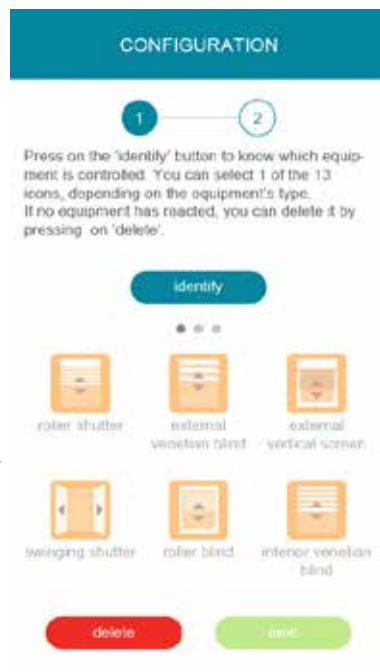 CONFIGURATION
1 2
Press on the 'identify' button to know which equip-
ment is controlled. You can select 1 of the 13
icons, depending on the equipment's type.
If no equipment has reacted, you can delete it by
pressing on 'delete'.
identify
roller shutter external external
venetian blind vertical screen
swinging shutter roller blind interior venetian
blind
delete next